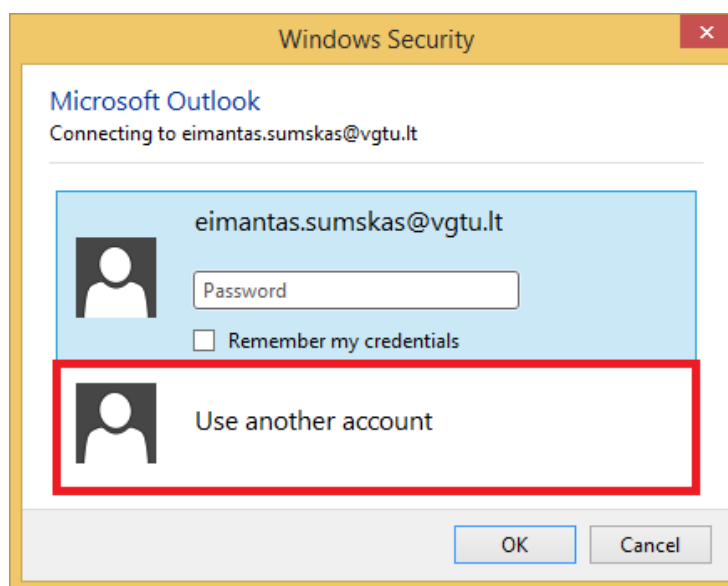 Windows Security
Microsoft Outlook
Connecting to eimantas.sumskas@vgtu.lt
eimantas.sumskas@vgtu.lt
Password
Remember my credentials
Use another account
OK Cancel